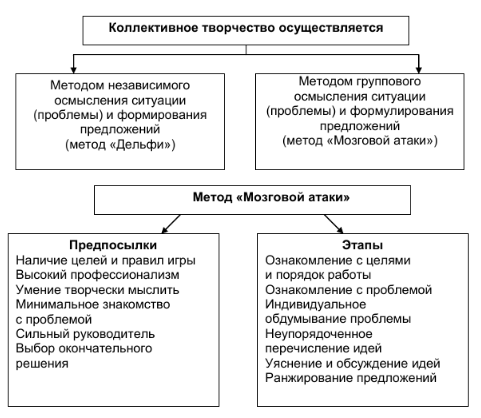 Коллективное творчество осуществляется
Методом независимого
осмысления ситуации
(проблемы) и формирования
предложений
(метод «Дельфи»)
Методом группового
осмысления ситуации
(проблемы) и формулирования
предложений
(метод «Мозговой атаки»)
Метод «Мозговой атаки»
Предпосылки
Наличие целей и правил игры
Высокий профессионализм
Умение творчески мыслить
Минимальное знакомство
с проблемой
Сильный руководитель
Выбор окончательного
решения
Этапы
Ознакомление с целями
и порядок работы
Ознакомление с проблемой
Индивидуальное
обдумывание проблемы
Неупорядоченное
перечисление идей
Уяснение и обсуждение идей
Ранжирование предложений